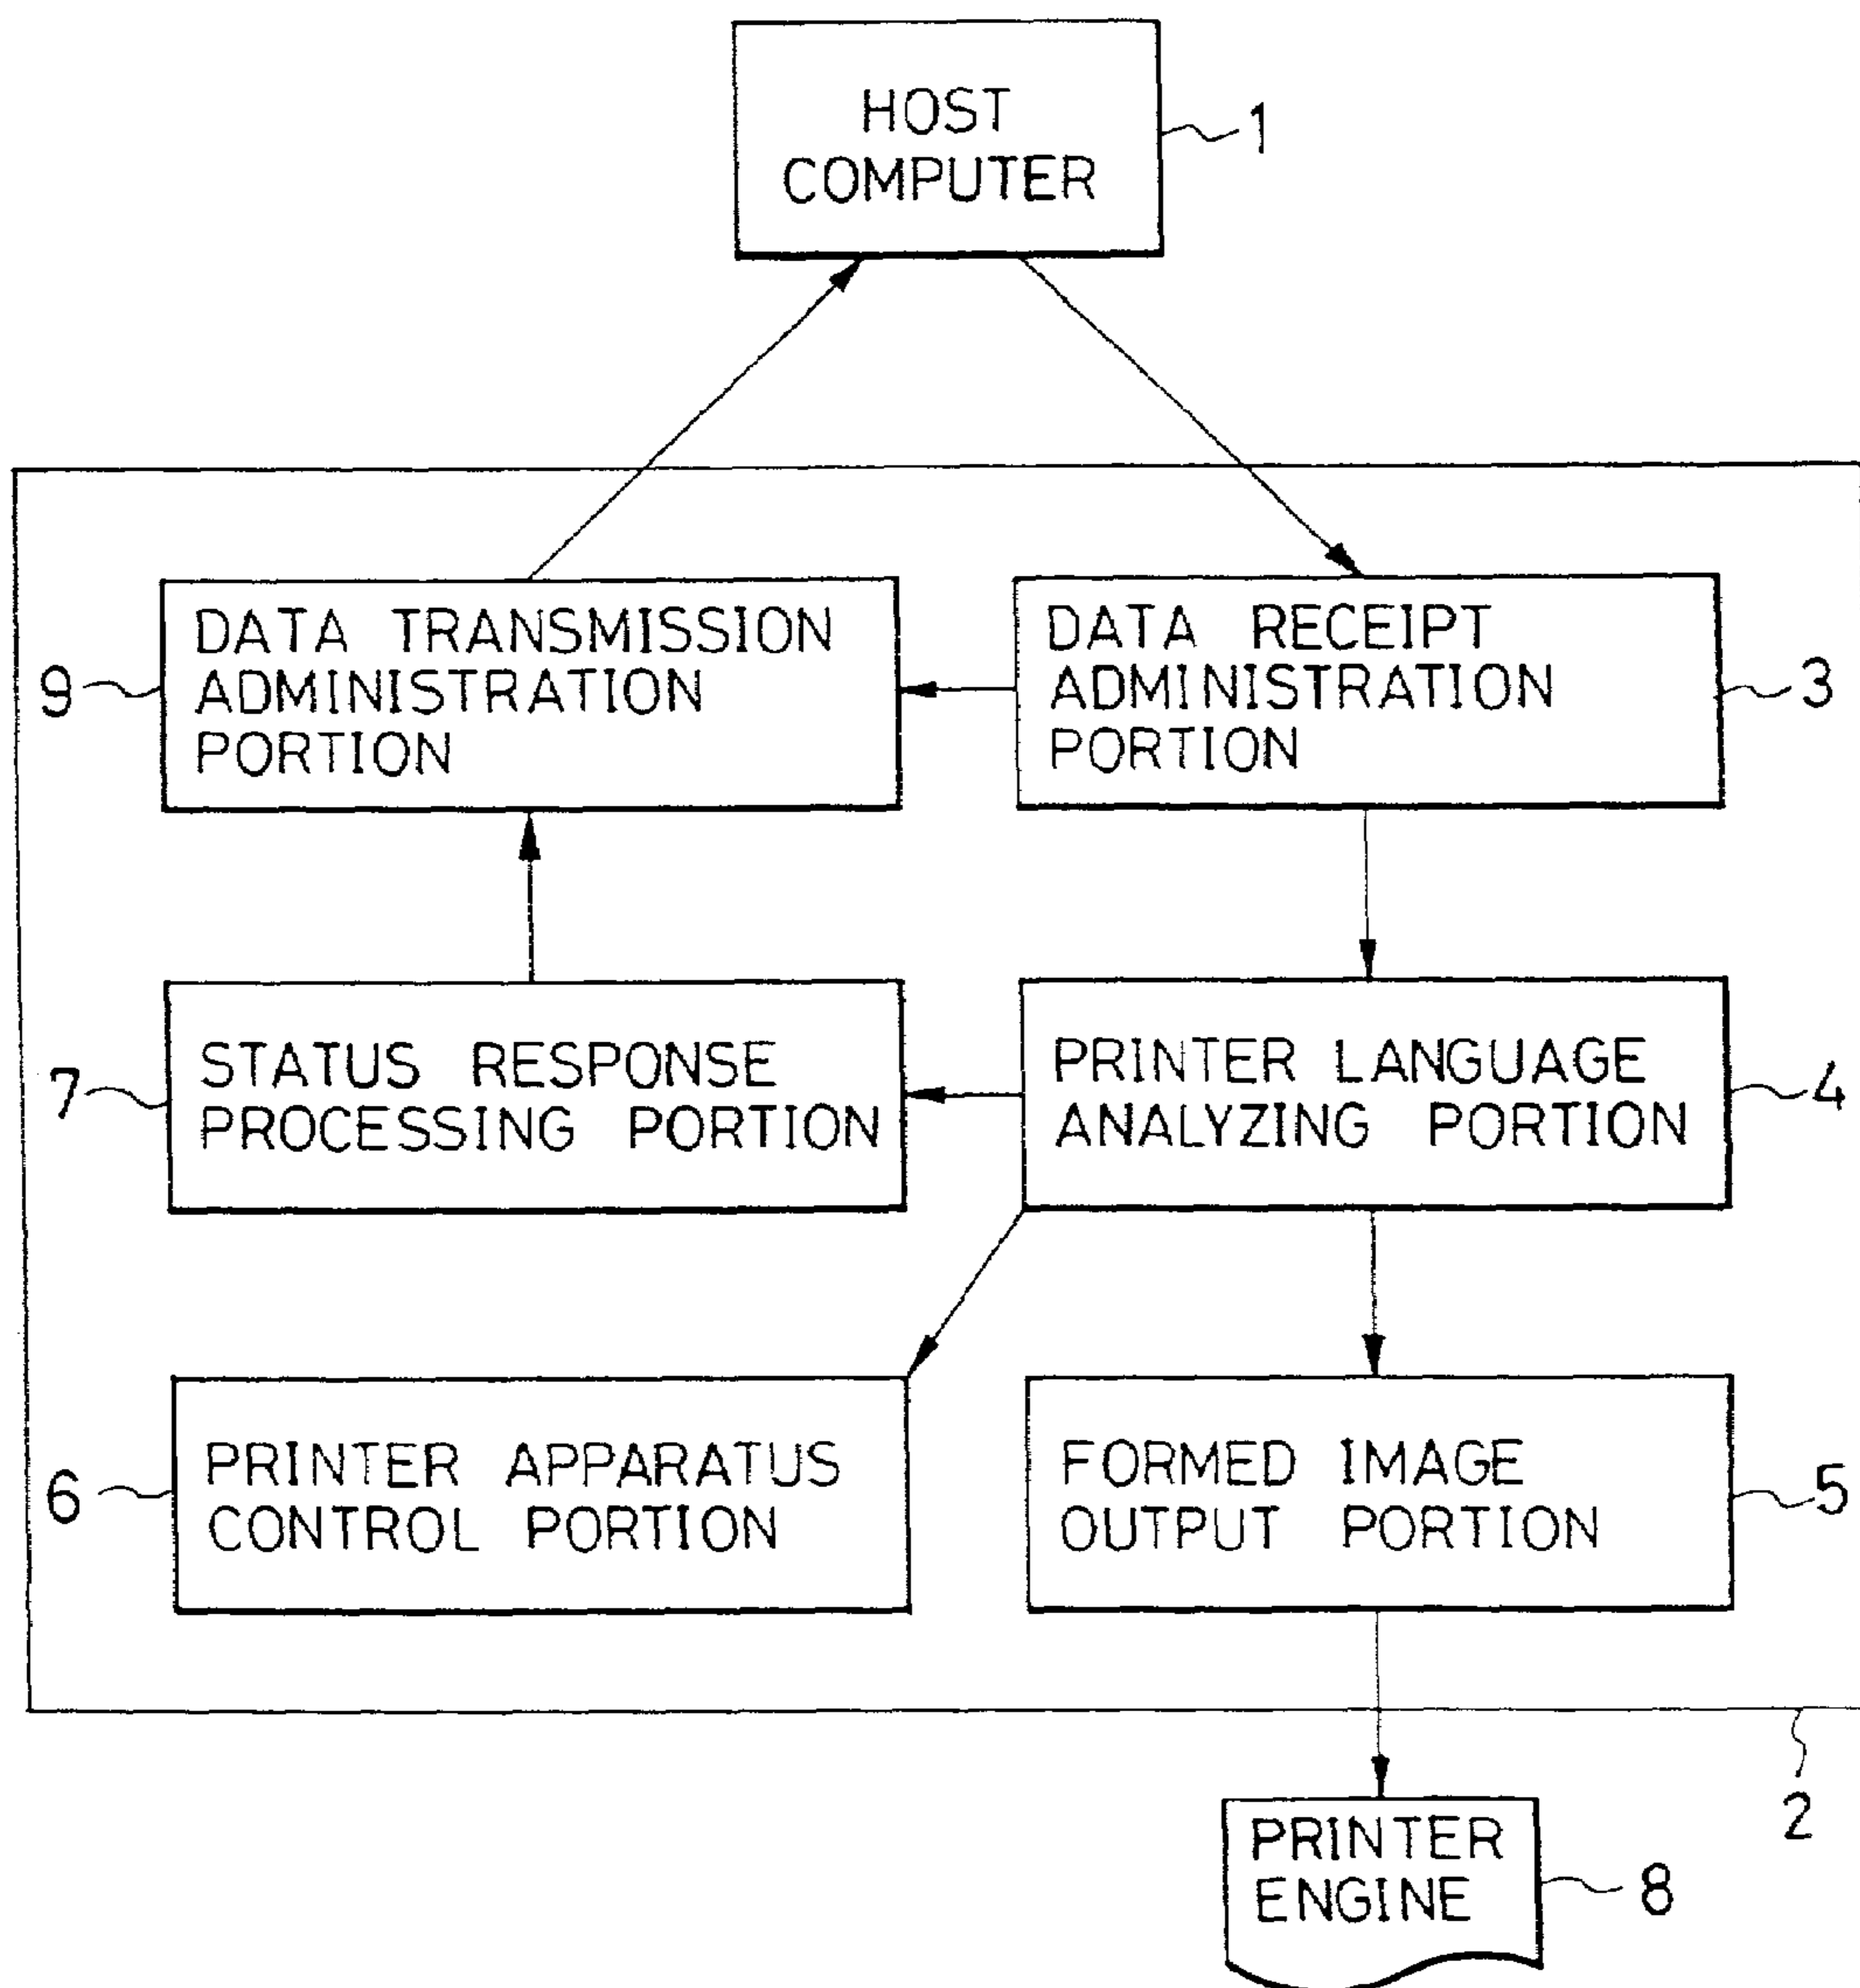 HOST
COMPUTER
1
DATA TRANSMISSION
ADMINISTRATION
PORTION
9
DATA RECEIPT
ADMINISTRATION
PORTION
3
STATUS RESPONSE
PROCESSING PORTION
7
PRINTER LANGUAGE
ANALYZING PORTION
4
PRINTER APPARATUS
CONTROL PORTION
6
FORMED IMAGE
OUTPUT PORTION
5
2
PRINTER
ENGINE
8